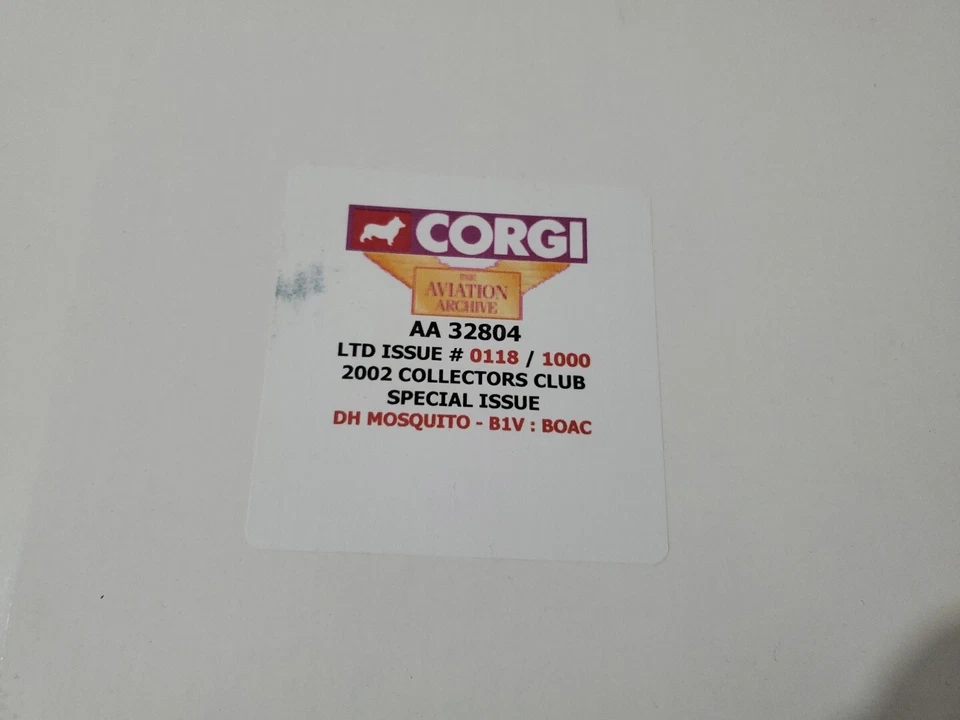 CORGI
THE
AVIATION
ARCHIVE
AA 32804
LTD ISSUE # 0118 / 1000
2002 COLLECTORS CLUB
SPECIAL ISSUE
DH MOSQUITO - B1V : BOAC